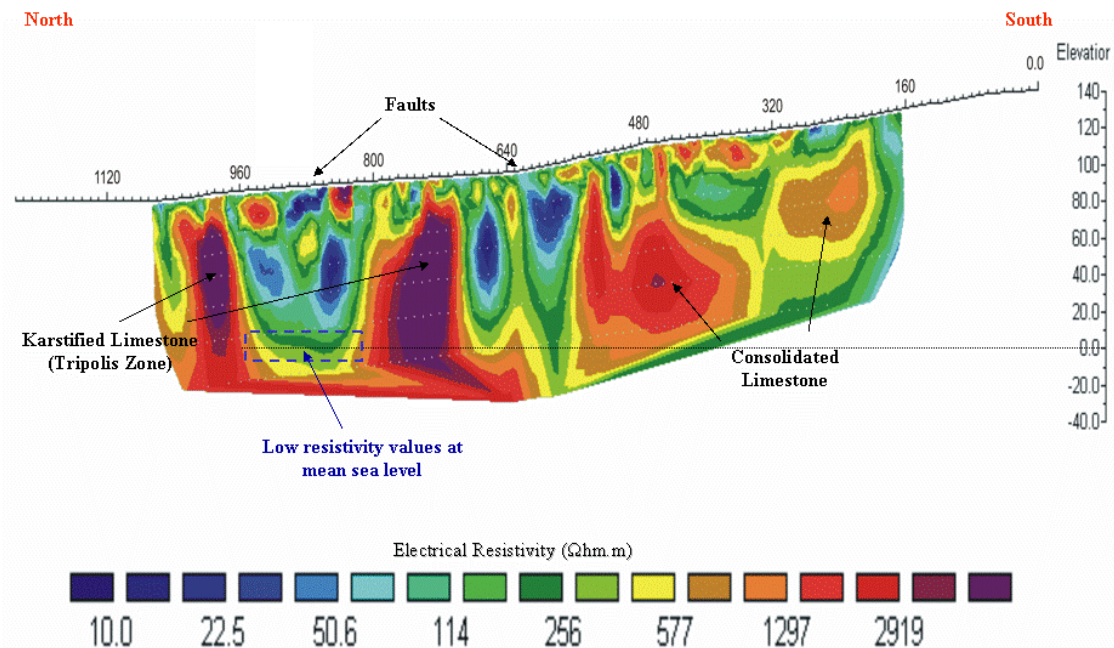 North
South
0.0
Elevatior
160
140
Faults
320
120
480
100
640
800
960
1120
80.0
60.0
40.0
20.0
Karstified Limestone
(Tripolis Zone)
0.0
Consolidated
Limestone
-20.0
-40.0
Low resistivity values at
mean sea level
Electrical Resistivity (Ωhm.m)
10.0 22.5 50.6 114 256 577 1297 2919